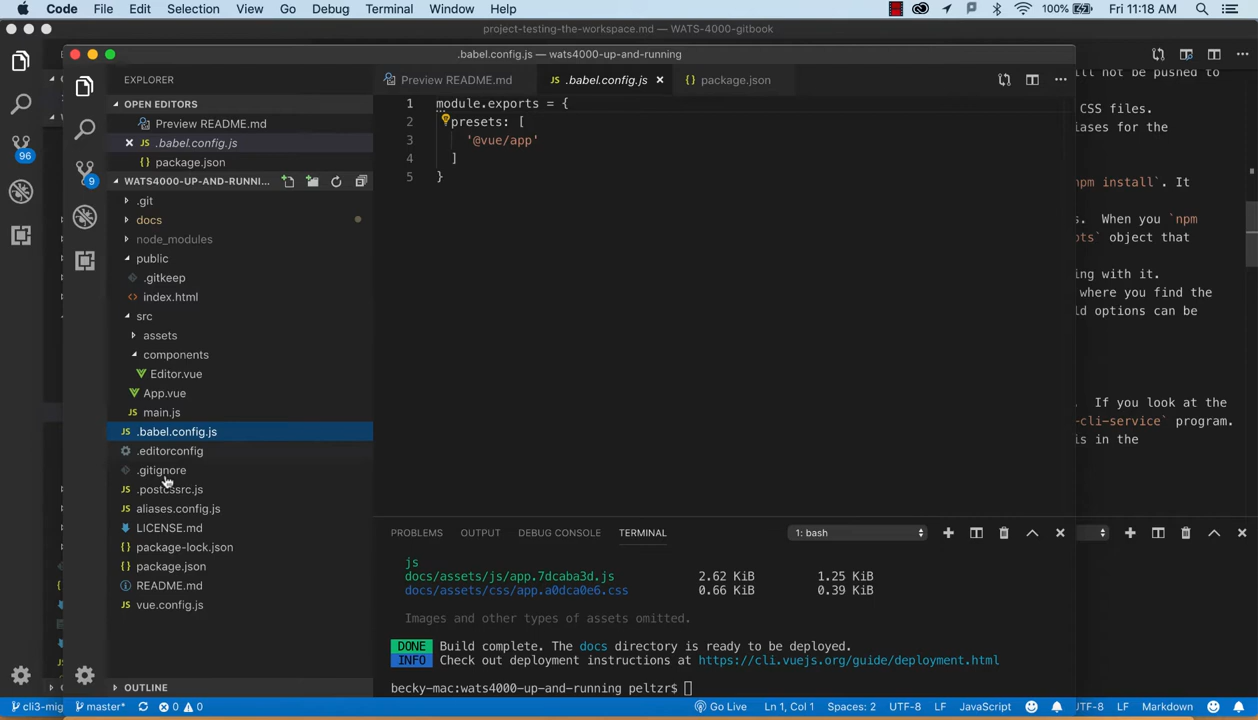 Code File Edit Selection View Go Debug Terminal Window Help 100% Fri 11:18 AM
project-testing-the-workspace.md — WATS-4000-gitbook
.babel.config.js — wats4000-up-and-running
EXPLORER
Preview README.md
.babel.config.js
package.json
OPEN EDITORS
Preview README.md
.babel.config.js
package.json
WATS4000-UP-AND-RUNNI...
.git
docs
node_modules
public
.gitkeep
index.html
src
assets
components
Editor.vue
App.vue
main.js
.babel.config.js
.editorconfig
.gitignore
.postcssrc.js
aliases.config.js
LICENSE.md
package-lock.json
package.json
README.md
vue.config.js
OUTLINE
96
9
1 module.exports = {
2 presets: [
3 '@vue/app'
4 ]
5 }
PROBLEMS OUTPUT DEBUG CONSOLE TERMINAL 1: bash
js
docs/assets/js/app.7dcaba3d.js 2.62 KiB 1.25 KiB
docs/assets/css/app.a0dca0e6.css 0.66 KiB 0.39 KiB
Images and other types of assets omitted.
DONE Build complete. The docs directory is ready to be deployed.
INFO Check out deployment instructions at https://cli.vuejs.org/guide/deployment.html
becky-mac:wats4000-up-and-running peltzr$
ill not be pushed to
CSS files.
iases for the
npm install`. It
s. When you `npm
ots` object that
ing with it.
where you find the
ld options can be
. If you look at the
-cli-service` program.
is in the
cli3-mig
master* 0 0 Go Live Ln 1, Col 1 Spaces: 2 UTF-8 LF JavaScript
UTF-8 LF Markdown